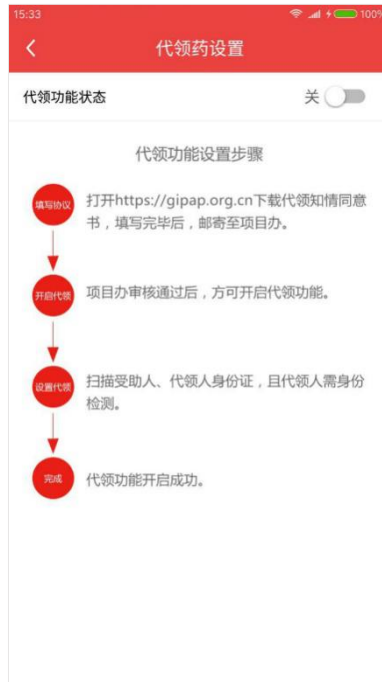 15:33
100%
代领药设置
代领功能状态
关
代领功能设置步骤
填写协议
打开https://gipap.org.cn下载代领知情同意
书，填写完毕后，邮寄至项目办。
开启代领
项目办审核通过后，方可开启代领功能。
设置代领
扫描受助人、代领人身份证，且代领人需身份
检测。
完成
代领功能开启成功。